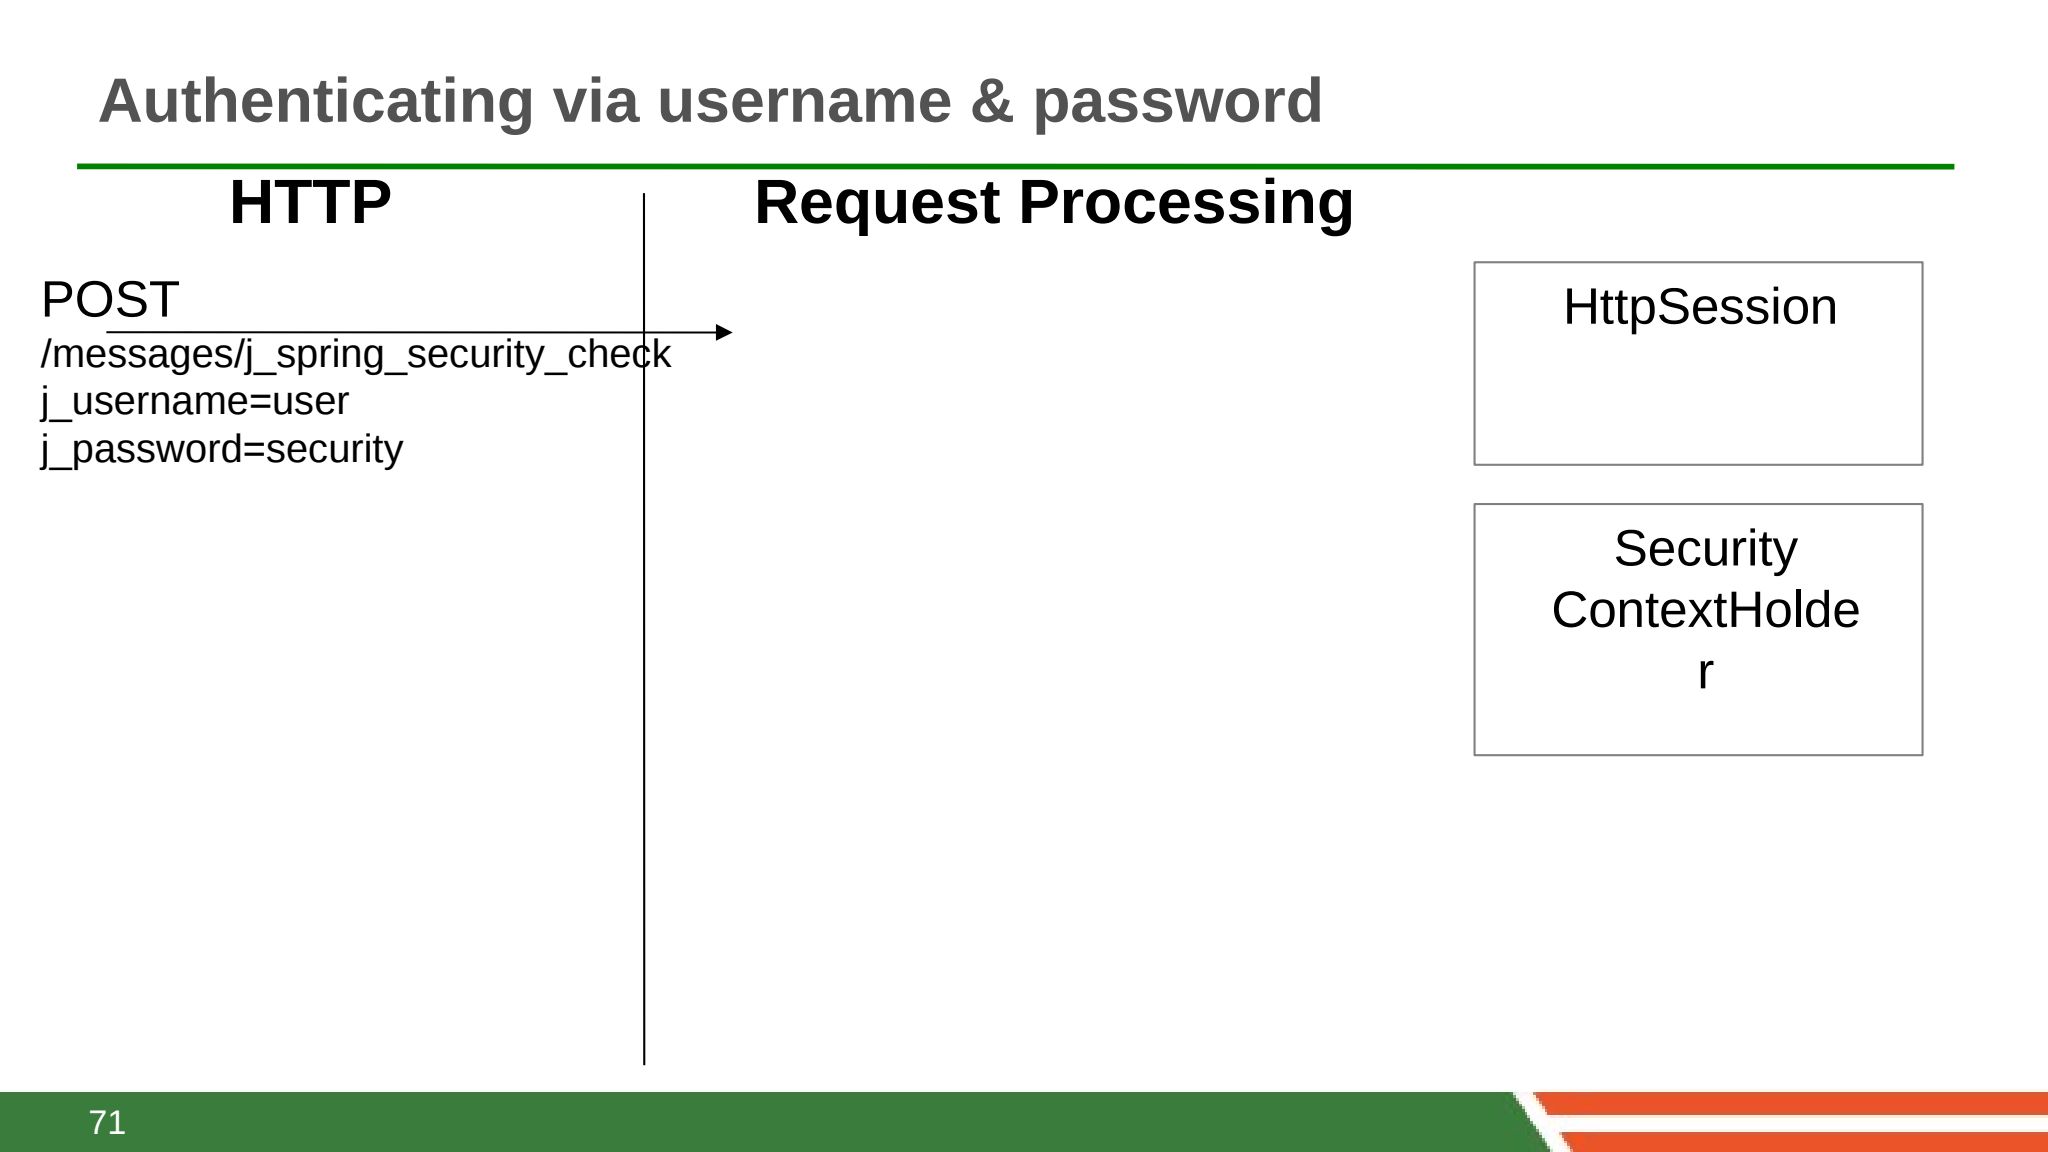 Authenticating via username & password
HTTP
Request Processing
POST
/messages/j_spring_security_check
j_username=user
j_password=security
HttpSession
Security
ContextHolde
r
71